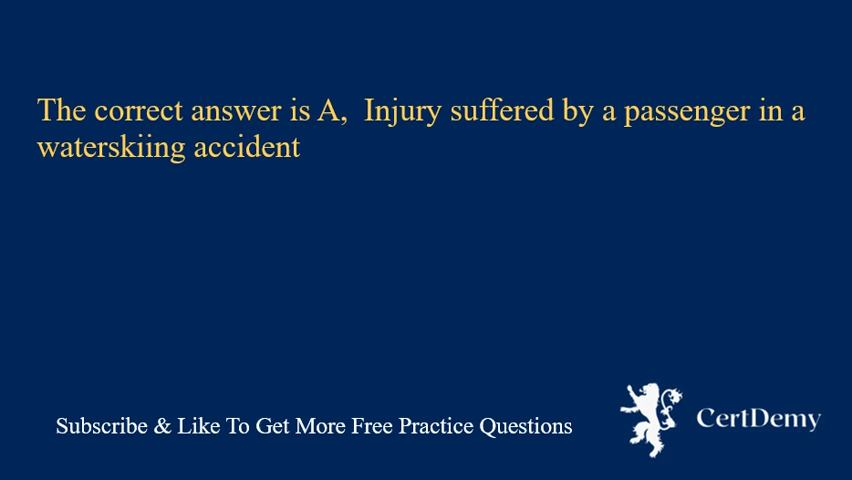 The correct answer is A,  Injury suffered by a passenger in a
waterskiing accident
Subscribe & Like To Get More Free Practice Questions
CertDemy